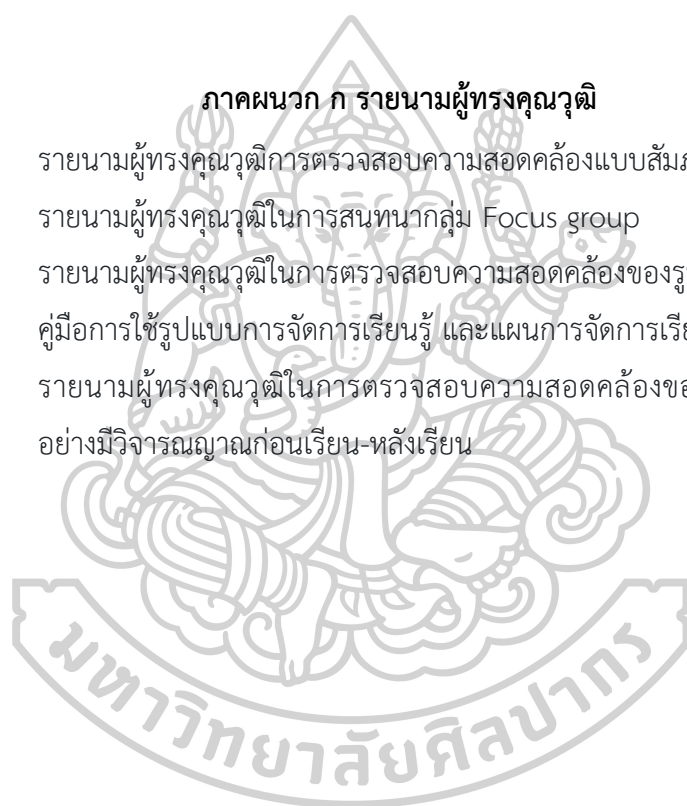 ภาคผนวก ก รายนามผู้ทรงคุณวุฒิ
รายนามผู้ทรงคุณวุฒิการตรวจสอบความสอดคล้องแบบ
รายนามผู้ทรงคุณวุฒิในการสนทนากลุ่ม Focus group
รายนามผู้ทรงคุณวุฒิในการตรวจสอบความสอดคล้องของ
คู่มือการใช้รูปแบบการจัดการเรียนรู้ และแผนการจัดการ
รายนามผู้ทรงคุณวุฒิในการตรวจสอบความสอดคล้อง
อย่างมีวิจารณญาณก่อนเรียน-หลังเรียน
มหาวิทยาลัยศิลปากร